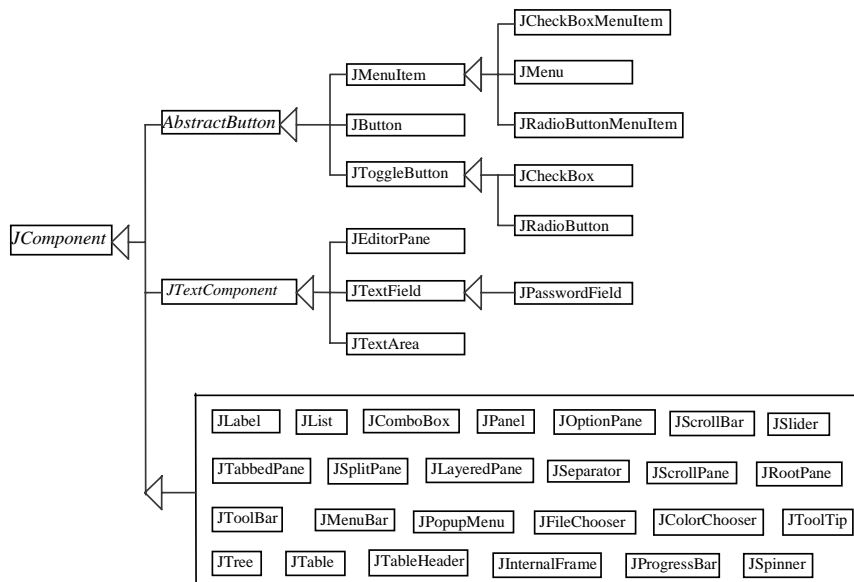 JCheckBoxMenuItem
JMenuItem
JMenu
AbstractButton
JButton
JRadioButtonMenuItem
JToggleButton
JCheckBox
JRadioButton
JComponent
JEditorPane
JTextComponent
JTextField
JPasswordField
JTextArea
JLabel JList JComboBox JPanel JOptionPane JScrollBar JSlider
JTabbedPane JSplitPane JLayeredPane JSeparator JScrollPane JRootPane
JToolBar JMenuBar JPopupMenu JFileChooser JColorChooser JToolTip
JTree JTable JTableHeader JInternalFrame JProgressBar JSpinner